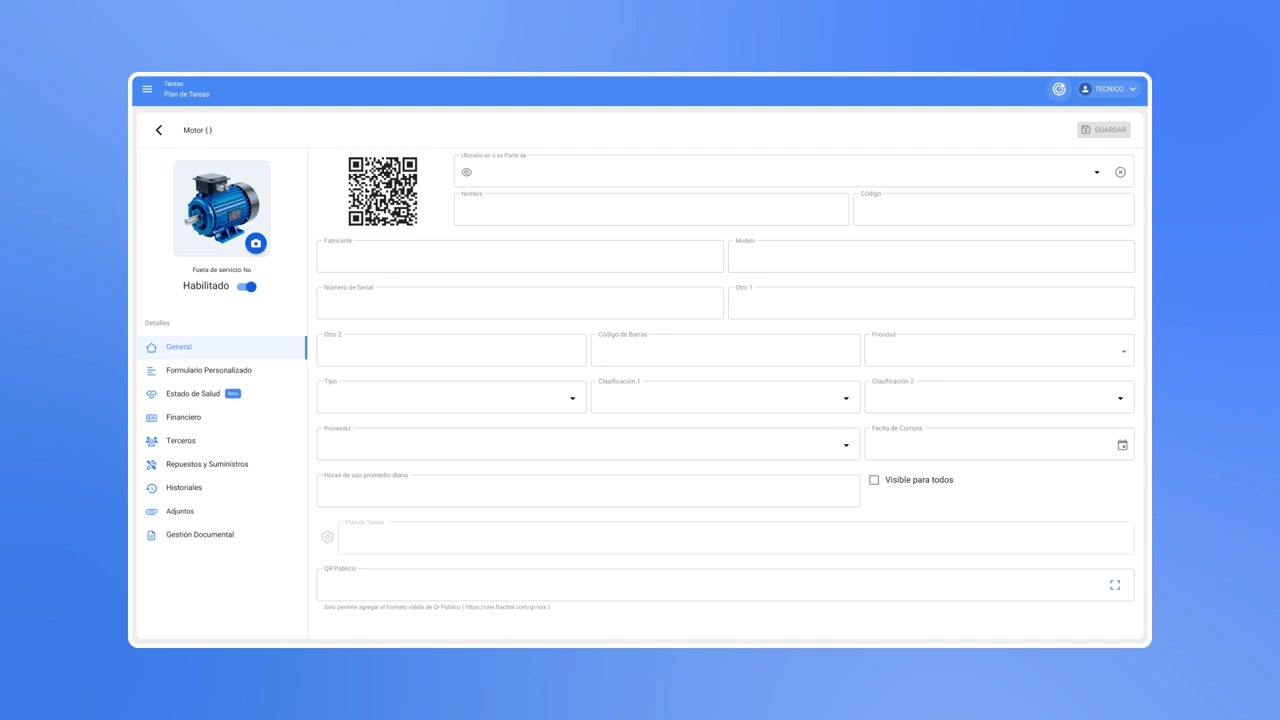 Tareas
Plan de Tareas
TECNICO
Motor { }
GUARDAR
Fuera de servicio: No
Habilitado
Detalles
General
Formulario Personalizado
Estado de Salud Beta
Financiero
Terceros
Repuestos y Suministros
Historiales
Adjuntos
Gestión Documental
Ubicado en ó es Parte de
Nombre
Código
Fabricante
Modelo
Número de Serial
Otro 1
Otro 2
Código de Barras
Prioridad
Tipo
Clasificación 1
Clasificación 2
Proveedor
Fecha de Compra
Horas de uso promedio diario
Visible para todos
Plan de Tareas
QR Público
Solo permite agregar el formato válido de Qr Público ( https://one.fracttal.com/qr/xxx )